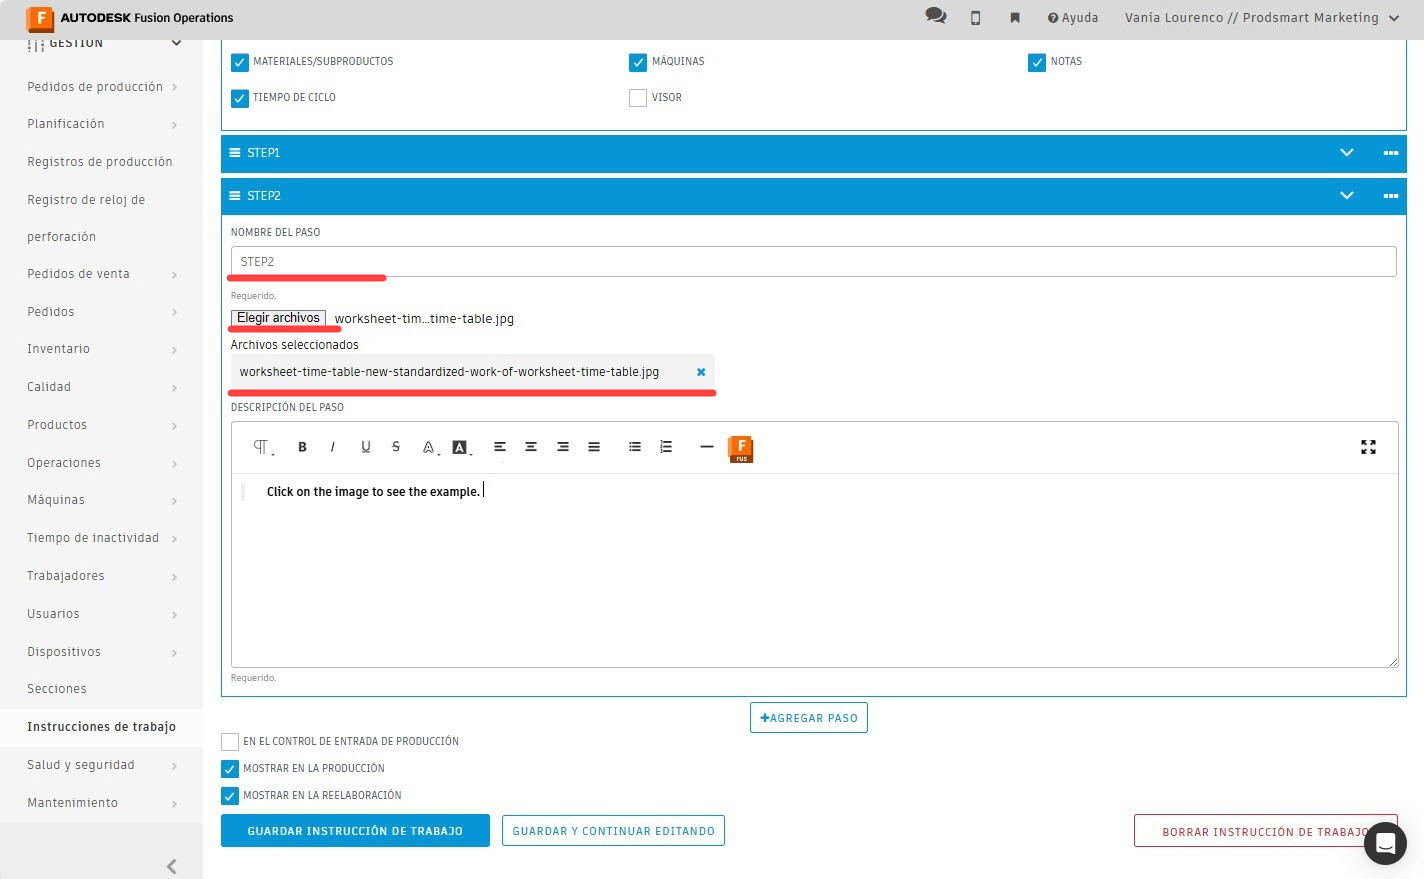 AUTODESK Fusion Operations
Ayuda
Vania Lourenco // Prodsmart Marketing
GESTIÓN
Pedidos de producción
Planificación
Registros de producción
Registro de reloj de
perforación
Pedidos de venta
Pedidos
Inventario
Calidad
Productos
Operaciones
Máquinas
Tiempo de inactividad
Trabajadores
Usuarios
Dispositivos
Secciones
Instrucciones de trabajo
Salud y seguridad
Mantenimiento
MATERIALES/SUBPRODUCTOS
MÁQUINAS
NOTAS
TIEMPO DE CICLO
VISOR
STEP1
STEP2
NOMBRE DEL PASO
STEP2
Requerido.
Elegir archivos worksheet-tim...time-table.jpg
Archivos seleccionados
worksheet-time-table-new-standardized-work-of-worksheet-time-table.jpg
DESCRIPCIÓN DEL PASO
B I U S A A F RUS
Click on the image to see the example.
Requerido.
+AGREGAR PASO
EN EL CONTROL DE ENTRADA DE PRODUCCIÓN
MOSTRAR EN LA PRODUCCIÓN
MOSTRAR EN LA REELABORACIÓN
GUARDAR INSTRUCCIÓN DE TRABAJO
GUARDAR Y CONTINUAR EDITANDO
BORRAR INSTRUCCIÓN DE TRABAJO